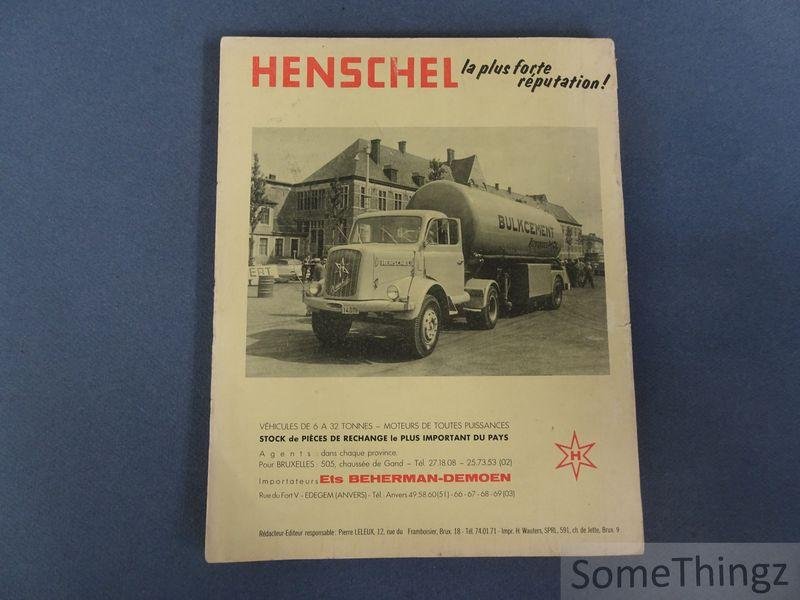 HENSCHEL la plus forte
réputation!
BULKCEMENT
HENSCHEL
VÉHICULES DE 6 A 32 TONNES – MOTEURS DE TOUTES PUISSANCES
STOCK de PIÈCES DE RECHANGE le PLUS IMPORTANT DU PAYS
Agents : dans chaque province.
Pour BRUXELLES : 505, chaussée de Gand – Tél. 27.18.08 – 25.73.53 (02)
H
Importateurs Ets BEHERMAN-DEMOEN
Rue du Fort V - EDEGEM (ANVERS) - Tél. Anvers 49.58.60 (51) - 66 - 67 - 68 - 69 (03)
Rédacteur-Editeur responsable : Pierre LELEUX, 12, rue du Framboisier, Brux. 18 - Tél. 74.01.71 - Impr. H. Wauters, SPRL, 591, ch. de Jette, Brux. 9
SomeThingz